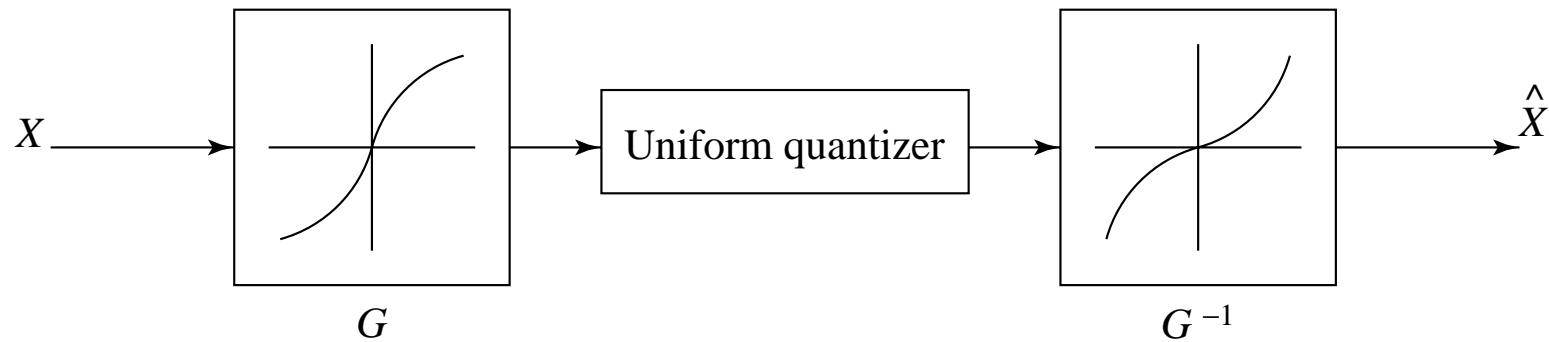 X
Uniform quantizer
X̂
G
G⁻¹